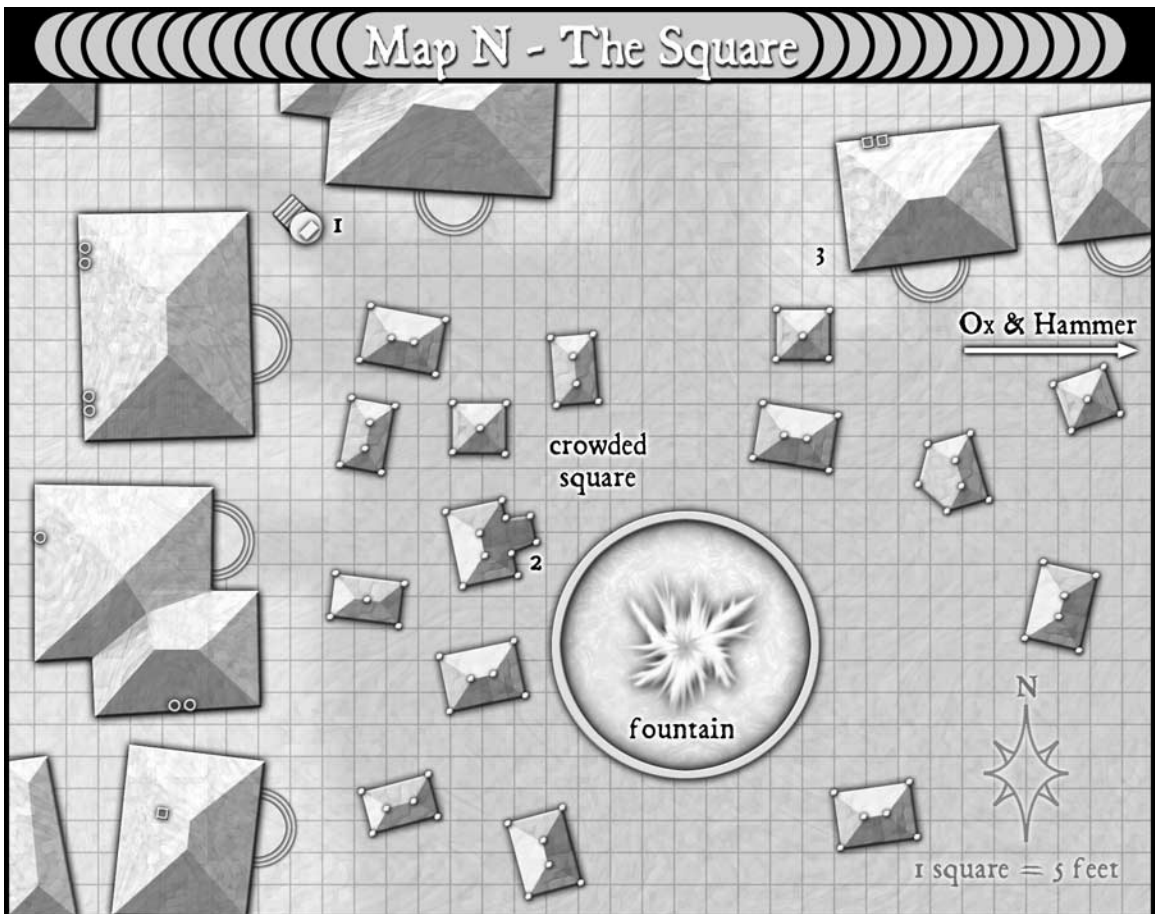 Map N - The Square
1
3
Ox & Hammer
crowded
square
2
fountain
N
1 square = 5 feet